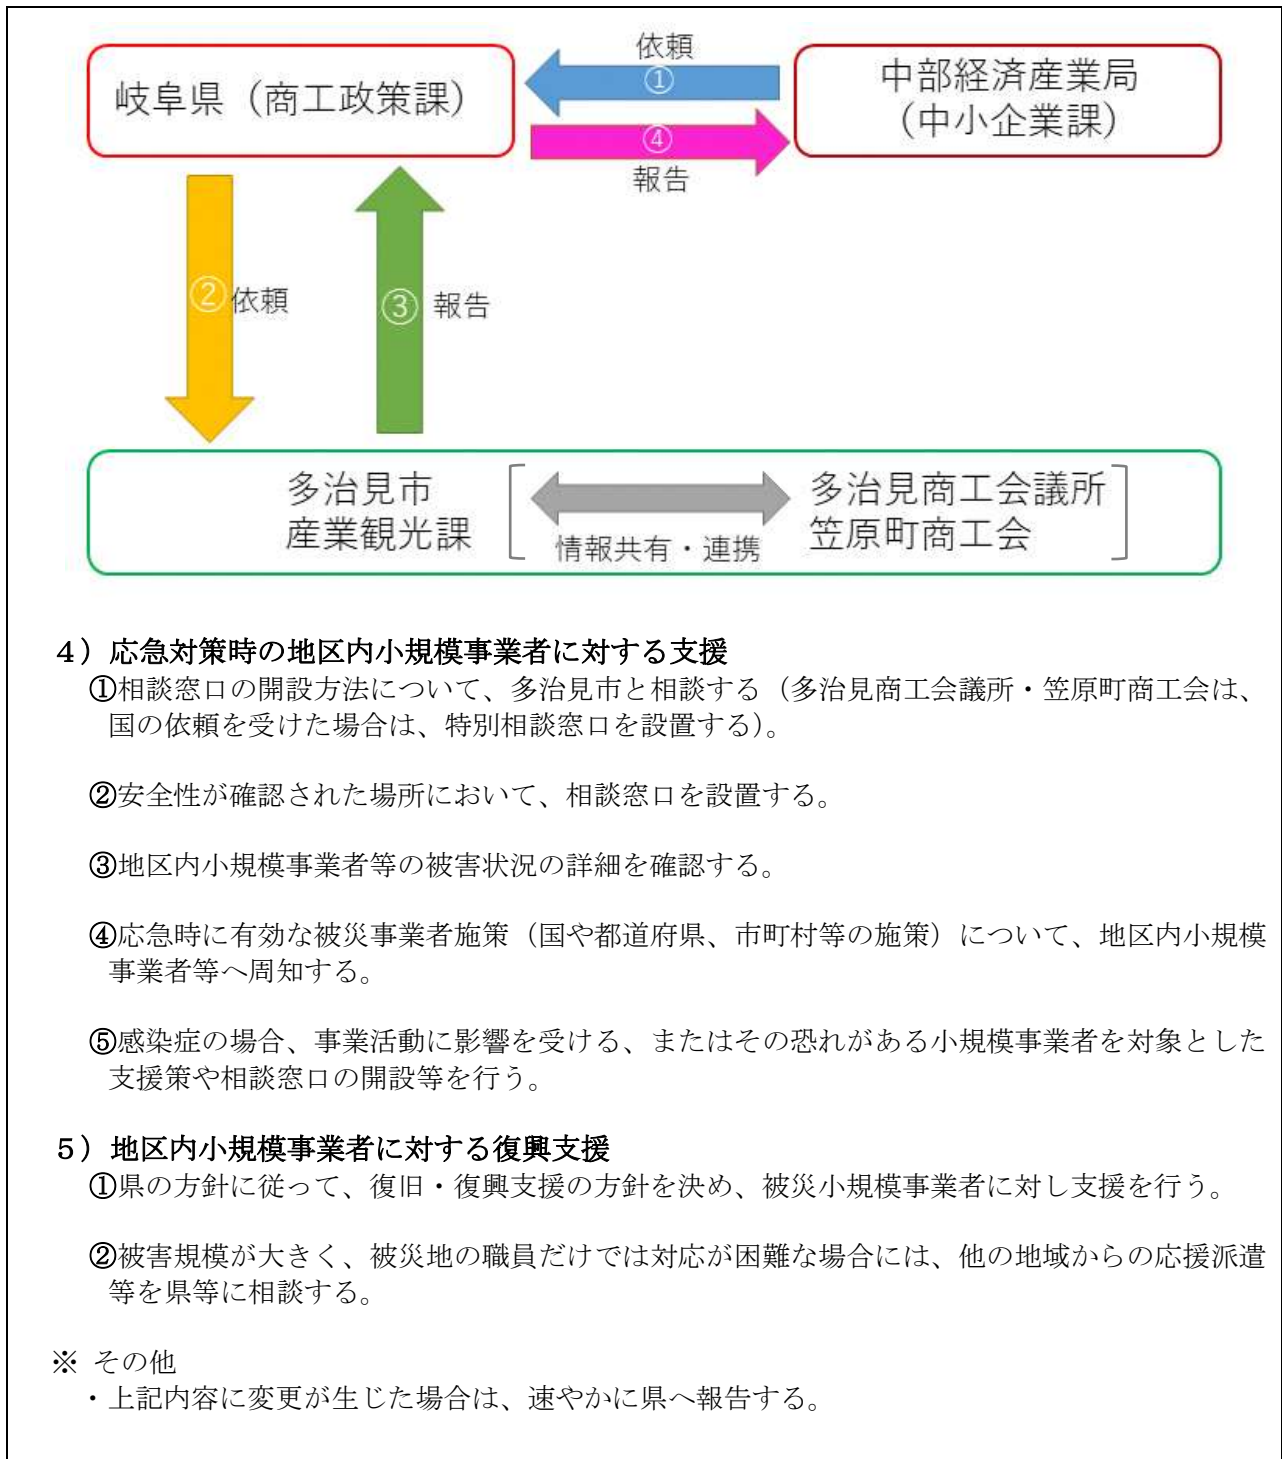 依頼
①
岐阜県（商工政策課）
中部経済産業局
（中小企業課）
④
報告
②依頼
③ 報告
多治見市
産業観光課
情報共有・連携
多治見商工会議所
笠原町商工会
４）応急対策時の地区内小規模事業者に対する支援
①相談窓口の開設方法について、多治見市と相談する（多治見商工会議所・笠原町商工会は、
国の依頼を受けた場合は、特別相談窓口を設置する）。
②安全性が確認された場所において、相談窓口を設置する。
③地区内小規模事業者等の被害状況の詳細を確認する。
④応急時に有効な被災事業者施策（国や都道府県、市町村等の施策）について、地区内小規模
事業者等へ周知する。
⑤感染症の場合、事業活動に影響を受ける、またはその恐れがある小規模事業者を対象とした
支援策や相談窓口の開設等を行う。
５）地区内小規模事業者に対する復興支援
①県の方針に従って、復旧・復興支援の方針を決め、被災小規模事業者に対し支援を行う。
②被害規模が大きく、被災地の職員だけでは対応が困難な場合には、他の地域からの応援派遣
等を県等に相談する。
※ その他
・上記内容に変更が生じた場合は、速やかに県へ報告する。